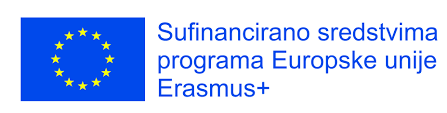 Sufinancirano sredstvima
programa Europske unije
Erasmus+